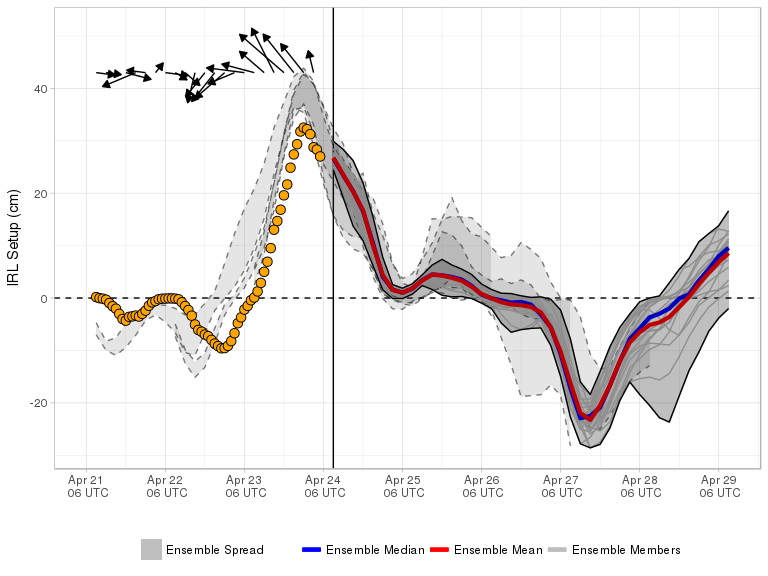 IRL Setup (cm)
40
20
0
-20
Apr 21 Apr 22 Apr 23 Apr 24 Apr 25 Apr 26 Apr 27 Apr 28 Apr 29
06 UTC 06 UTC 06 UTC 06 UTC 06 UTC 06 UTC 06 UTC 06 UTC 06 UTC
Ensemble Spread Ensemble Median Ensemble Mean Ensemble Members